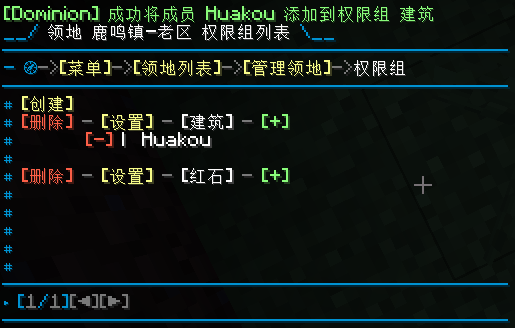 [Dominion] 成功将成员 Huakou 添加到权限组 建筑
__/ 领地 鹿鸣镇-老区 权限组列表 \__
─ 🧭->[菜单]->[领地列表]->[管理领地]->权限组
# [创建]
# [删除] - [设置] - [建筑] - [+]
# [-] | Huakou
#
# [删除] - [设置] - [红石] - [+]
#
#
#
#
#
▸ [1/1][◀][▶]